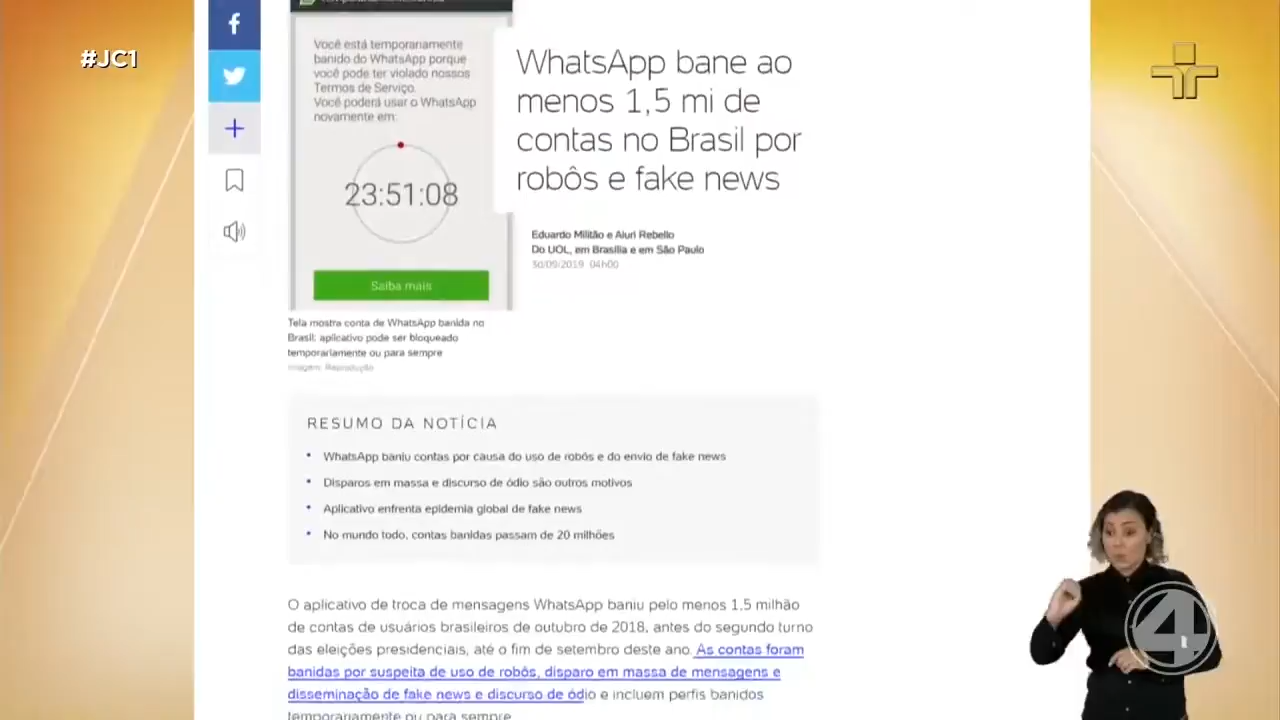 #JC1
Você está temporariamente
banido do WhatsApp porque
você pode ter violado nossos
Termos de Serviço.
Você poderá usar o WhatsApp
novamente em:
23:51:08
Saiba mais
WhatsApp bane ao
menos 1,5 mi de
contas no Brasil por
robôs e fake news
Eduardo Militão e Aiuri Rebello
Do UOL, em Brasília e em São Paulo
30/09/2019 04h00
Tela mostra conta de WhatsApp banida no
Brasil; aplicativo pode ser bloqueado
temporariamente ou para sempre
Imagem: Reprodução
RESUMO DA NOTÍCIA
• WhatsApp baniu contas por causa do uso de robôs e do envio de fake news
• Disparos em massa e discurso de ódio são outros motivos
• Aplicativo enfrenta epidemia global de fake news
• No mundo todo, contas banidas passam de 20 milhões
O aplicativo de troca de mensagens WhatsApp baniu pelo menos 1,5 milhão
de contas de usuários brasileiros de outubro de 2018, antes do segundo turno
das eleições presidenciais, até o fim de setembro deste ano. As contas foram
banidas por suspeita de uso de robôs, disparo em massa de mensagens e
disseminação de fake news e discurso de ódio e incluem perfis banidos
temporariamente ou para sempre.
4